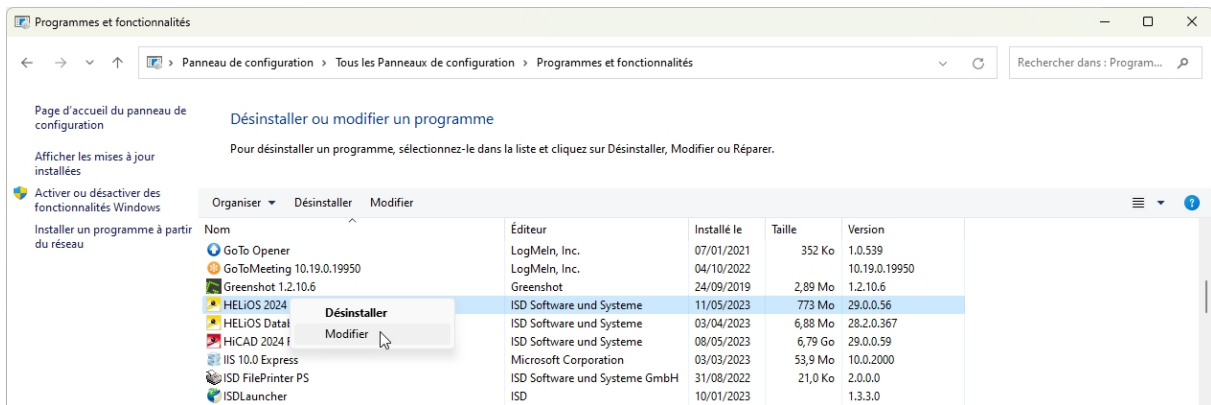 Programmes et fonctionnalités
Panneau de configuration > Tous les Panneaux de configuration > Programmes et fonctionnalités
Rechercher dans : Program...
Page d'accueil du panneau de
configuration
Afficher les mises à jour
installées
Activer ou désactiver des
fonctionnalités Windows
Installer un programme à partir
du réseau
Désinstaller ou modifier un programme
Pour désinstaller un programme, sélectionnez-le dans la liste et cliquez sur Désinstaller, Modifier ou Réparer.
Organiser Désinstaller Modifier
Nom Éditeur Installé le Taille Version
GoTo Opener LogMeIn, Inc. 07/01/2021 352 Ko 1.0.539
GoToMeeting 10.19.0.19950 LogMeIn, Inc. 04/10/2022 10.19.0.19950
Greenshot 1.2.10.6 Greenshot 24/09/2019 2,89 Mo 1.2.10.6
HELiOS 2024 ISD Software und Systeme 11/05/2023 773 Mo 29.0.0.56
HELiOS Datab ISD Software und Systeme 03/04/2023 6,88 Mo 28.2.0.367
HiCAD 2024 ISD Software und Systeme 08/05/2023 6,79 Go 29.0.0.59
IIS 10.0 Express Microsoft Corporation 03/03/2023 53,9 Mo 10.0.2000
ISD FilePrinter PS ISD Software und Systeme GmbH 31/08/2022 21,0 Ko 2.0.0.0
ISDLauncher ISD 10/01/2023 1.3.3.0
Désinstaller
Modifier